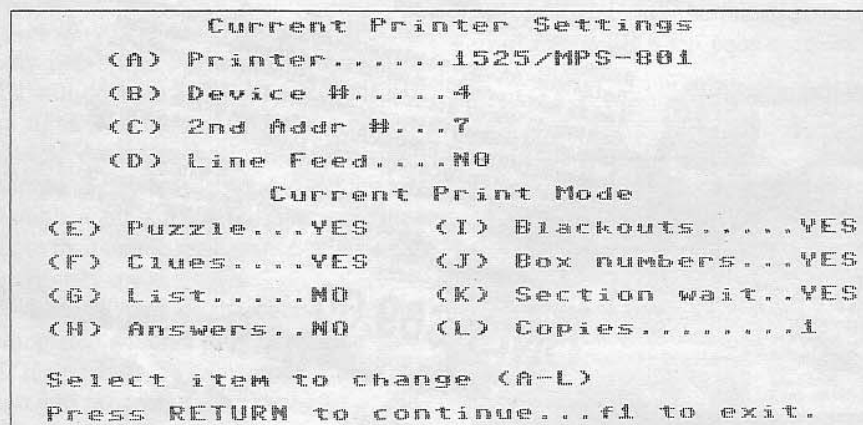 Current Printer Settings
(A) Printer......1525/MPS-801
(B) Device #.....4
(C) 2nd Addr #...7
(D) Line Feed....NO
Current Print Mode
(E) Puzzle...YES (I) Blackouts.....YES
(F) Clues....YES (J) Box numbers...YES
(G) List.....NO (K) Section wait..YES
(H) Answers..NO (L) Copies........1
Select item to change (A-L)
Press RETURN to continue...f1 to exit.